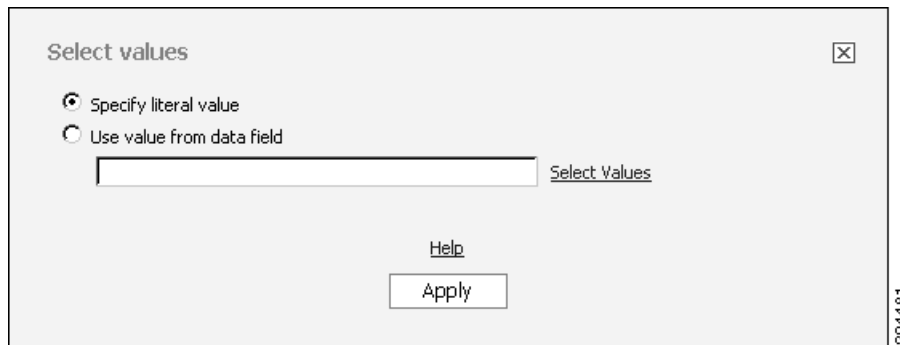 Select values
Specify literal value
Use value from data field
Select Values
Help
Apply